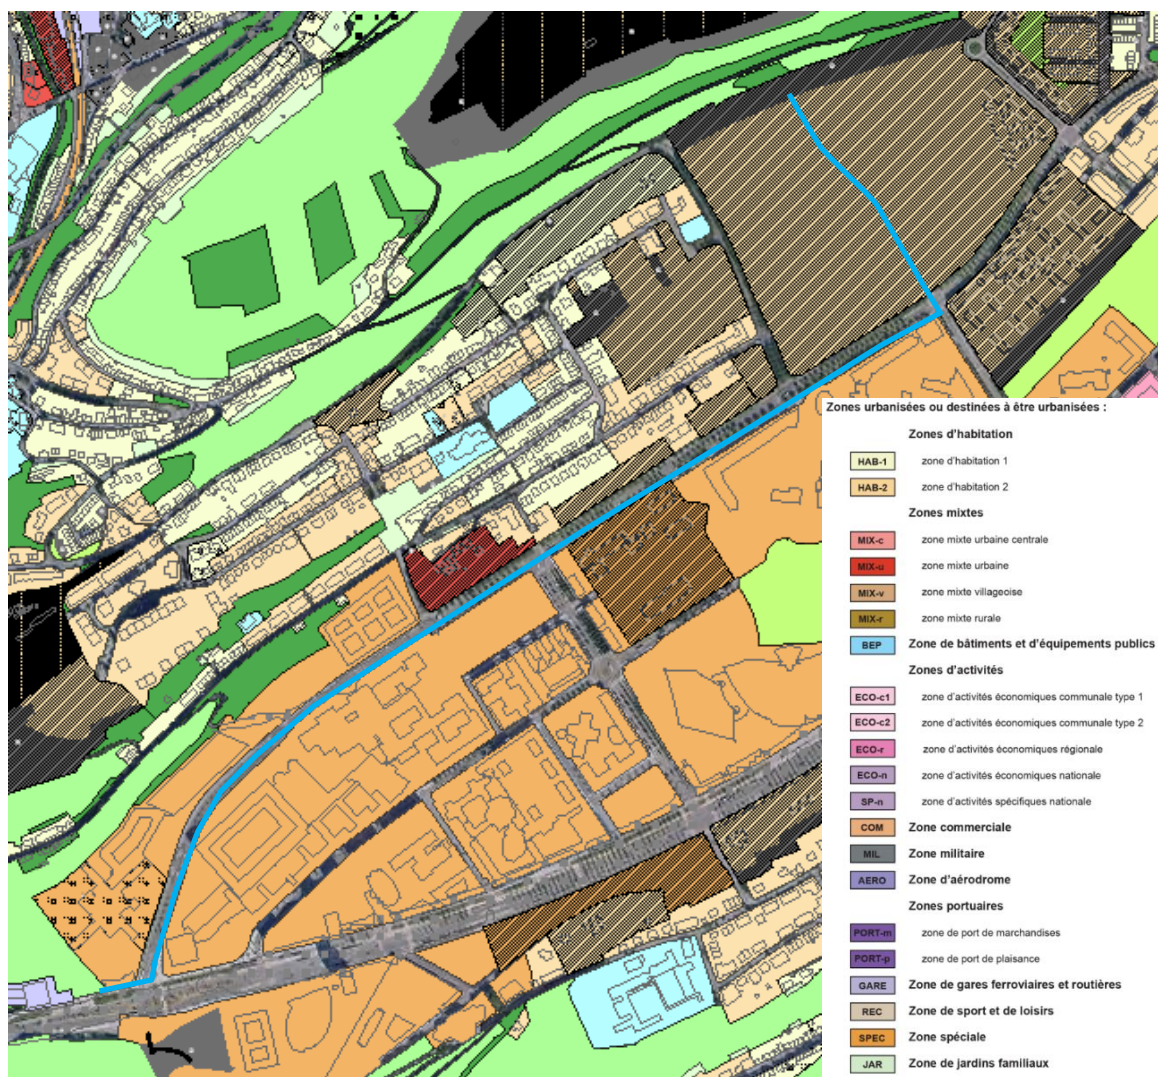 Zones urbanisées ou destinées à être urbanisées :
Zones d'habitation
HAB-1 zone d'habitation 1
HAB-2 zone d'habitation 2
Zones mixtes
MIX-c zone mixte urbaine centrale
MIX-u zone mixte urbaine
MIX-v zone mixte villageoise
MIX-r zone mixte rurale
BEP Zone de bâtiments et d'équipements publics
Zones d'activités
ECO-c1 zone d'activités économiques communale type 1
ECO-c2 zone d'activités économiques communale type 2
ECO-r zone d'activités économiques régionale
ECO-n zone d'activités économiques nationale
SP-n zone d'activités spécifiques nationale
COM Zone commerciale
MIL Zone militaire
AERO Zone d'aérodrome
Zones portuaires
PORT-m zone de port de marchandises
PORT-p zone de port de plaisance
GARE Zone de gares ferroviaires et routières
REC Zone de sport et de loisirs
SPEC Zone spéciale
JAR Zone de jardins familiaux